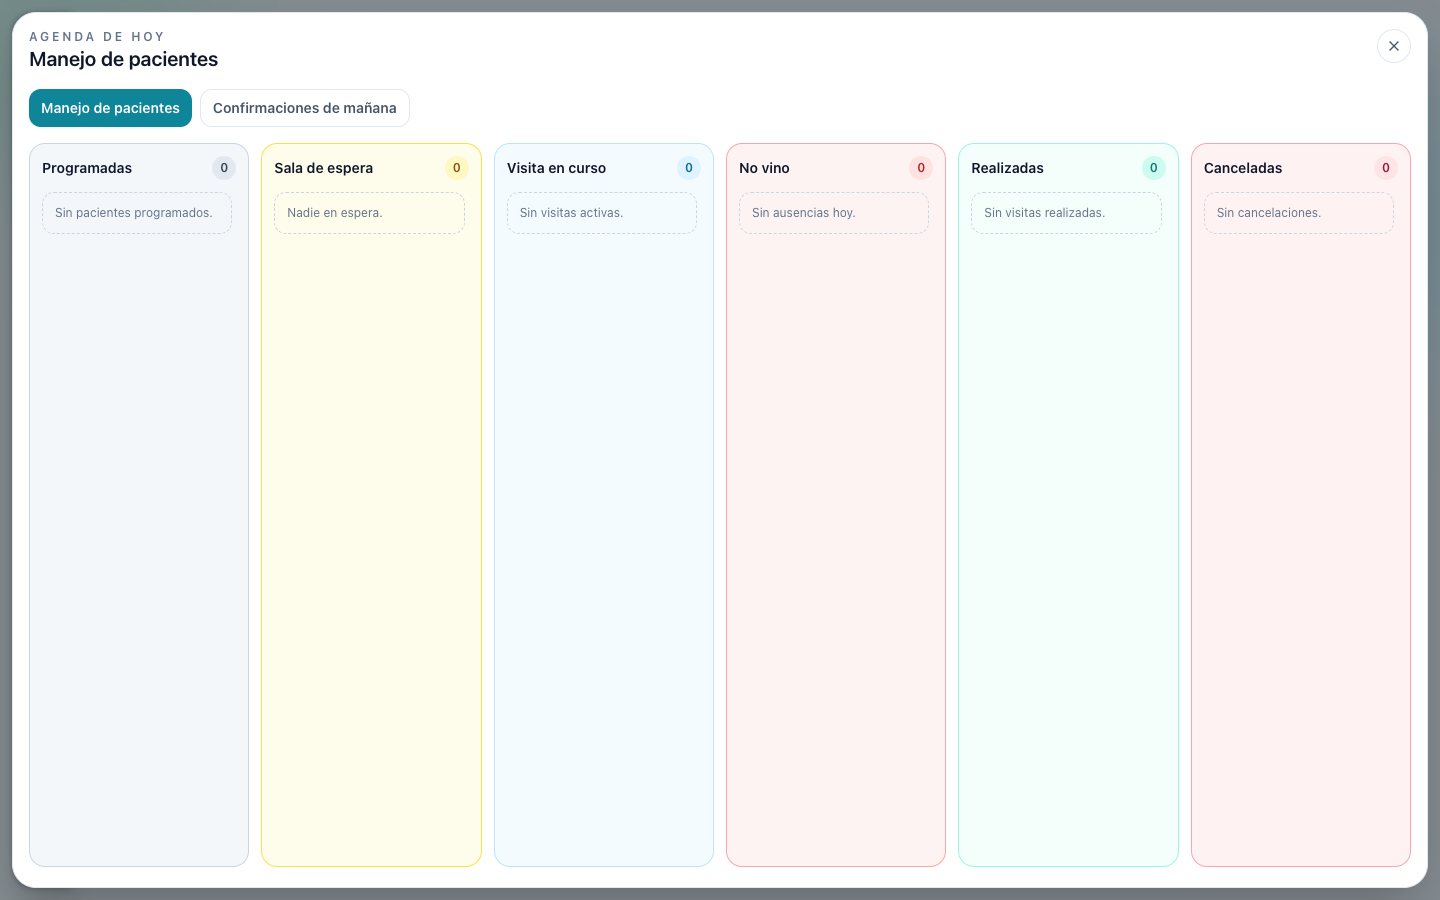 AGENDA DE HOY
Manejo de pacientes
Manejo de pacientes
Confirmaciones de mañana
Programadas 0
Sin pacientes programados.
Sala de espera 0
Nadie en espera.
Visita en curso 0
Sin visitas activas.
No vino 0
Sin ausencias hoy.
Realizadas 0
Sin visitas realizadas.
Canceladas 0
Sin cancelaciones.